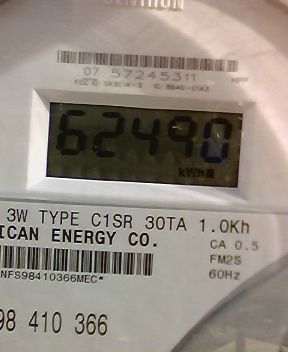 CENTRON
07 57245311
62490
kWh
3W TYPE C1SR 30TA 1.0Kh
ICAN ENERGY CO.
CA 0.5
FM2S
60Hz
NFS98410366MEC*
98 410 366